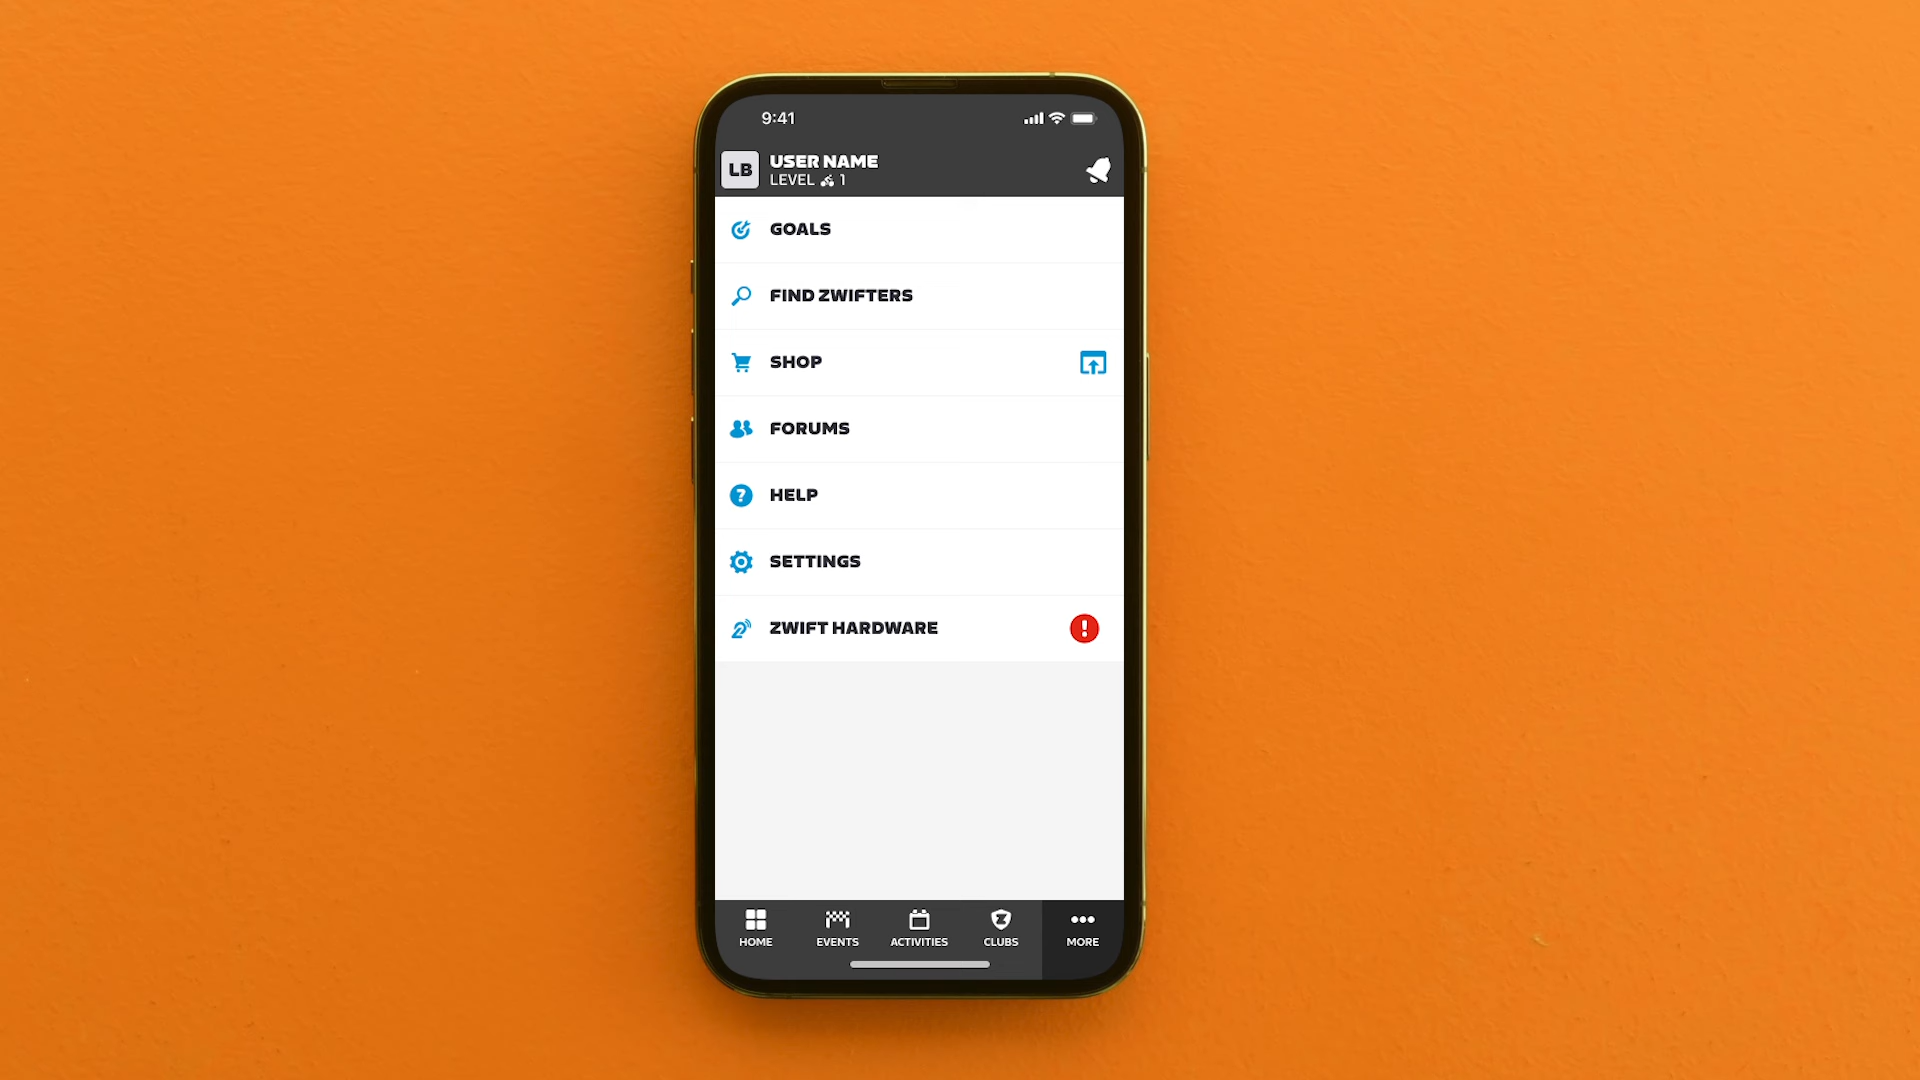 9:41
LB
USER NAME
LEVEL 1
GOALS
FIND ZWIFTERS
SHOP
FORUMS
HELP
SETTINGS
ZWIFT HARDWARE
HOME
EVENTS
ACTIVITIES
CLUBS
MORE